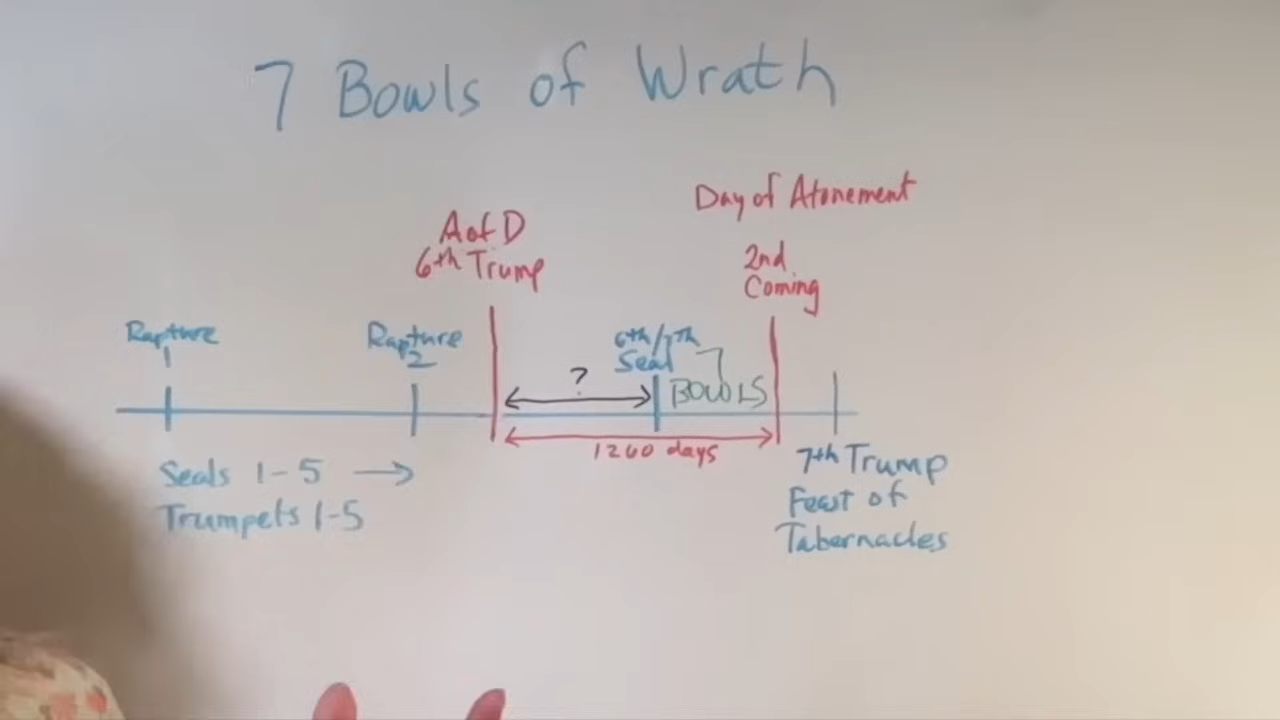 7 Bowls of Wrath
Day of Atonement
A of D
6th Trump
2nd
Coming
Rapture
1
Rapture
2
6th/7th
Seal
7
BOWLS
?
1260 days
Seals 1-5 →
Trumpets 1-5
7th Trump
Feast of
Tabernacles